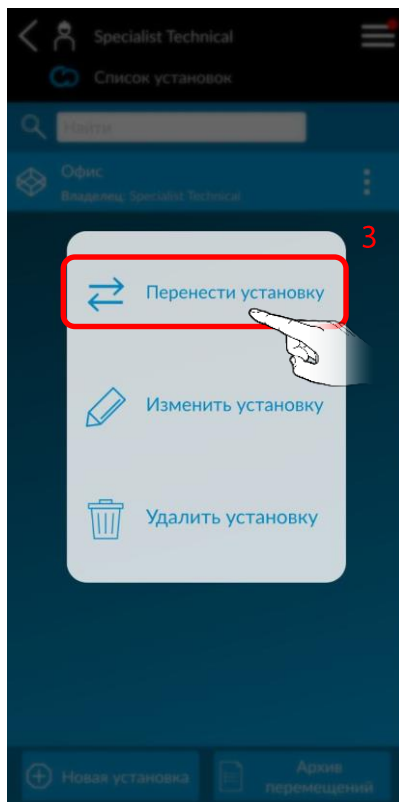 Specialist Technical
Список установок
Найти
Офис
Владелец: Specialist Technical
3
Перенести установку
Изменить установку
Удалить установку
Новая установка
Архив
перемещений